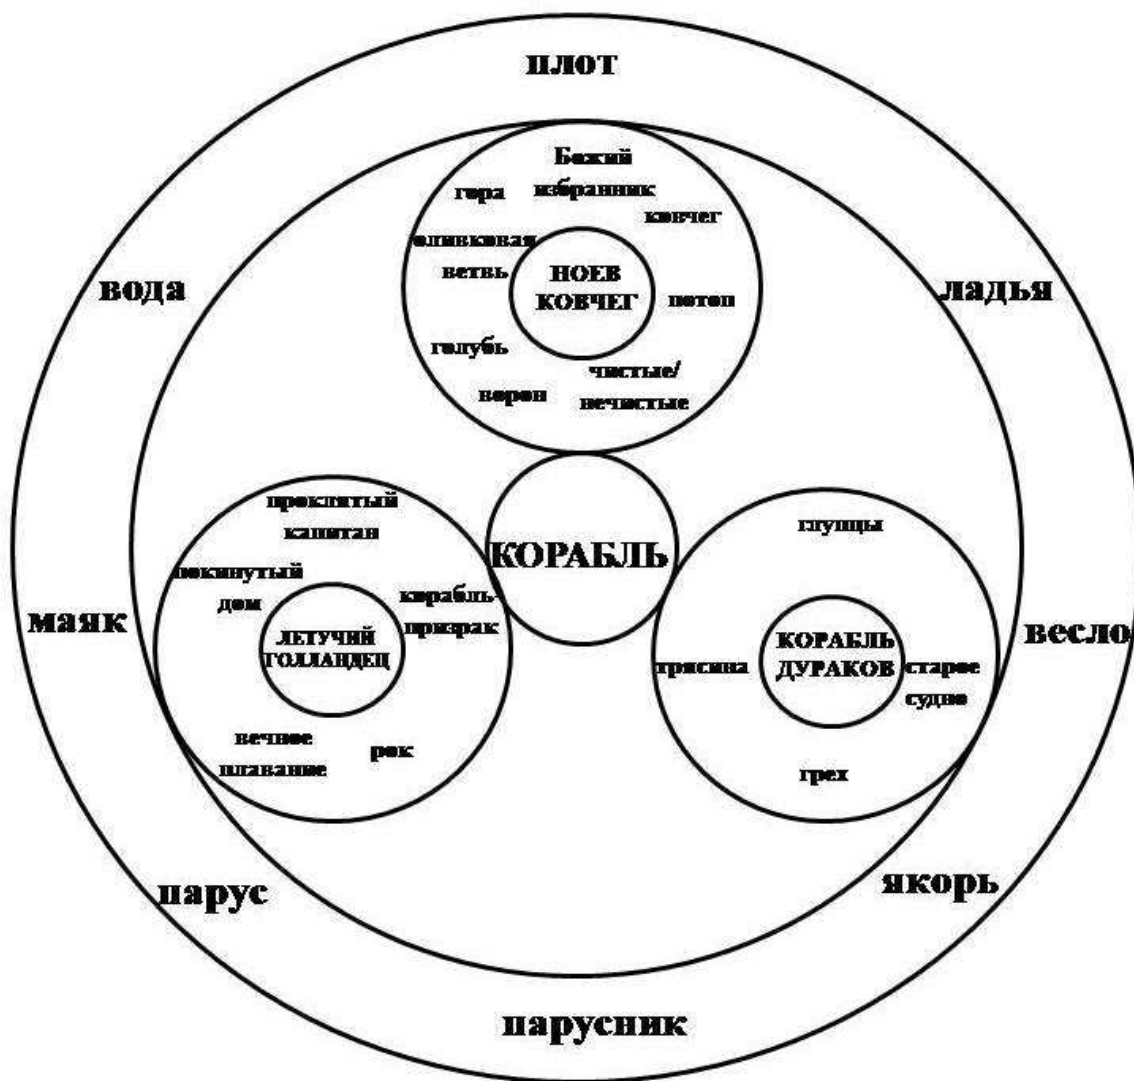 плот
Божий
избранник
гора
ковчег
оливковая
ветвь
НОЕВ
КОВЧЕГ
потоп
голубь
ворон
чистые/
нечистые
вода
ладья
маяк
весло
КОРАБЛЬ
проклятый
капитан
покинутый
дом
корабль-
призрак
ЛЕТУЧИЙ
ГОЛЛАНДЕЦ
вечное
плавание
рок
глупцы
трясина
КОРАБЛЬ
ДУРАКОВ
старое
судно
грех
парус
якорь
парусник